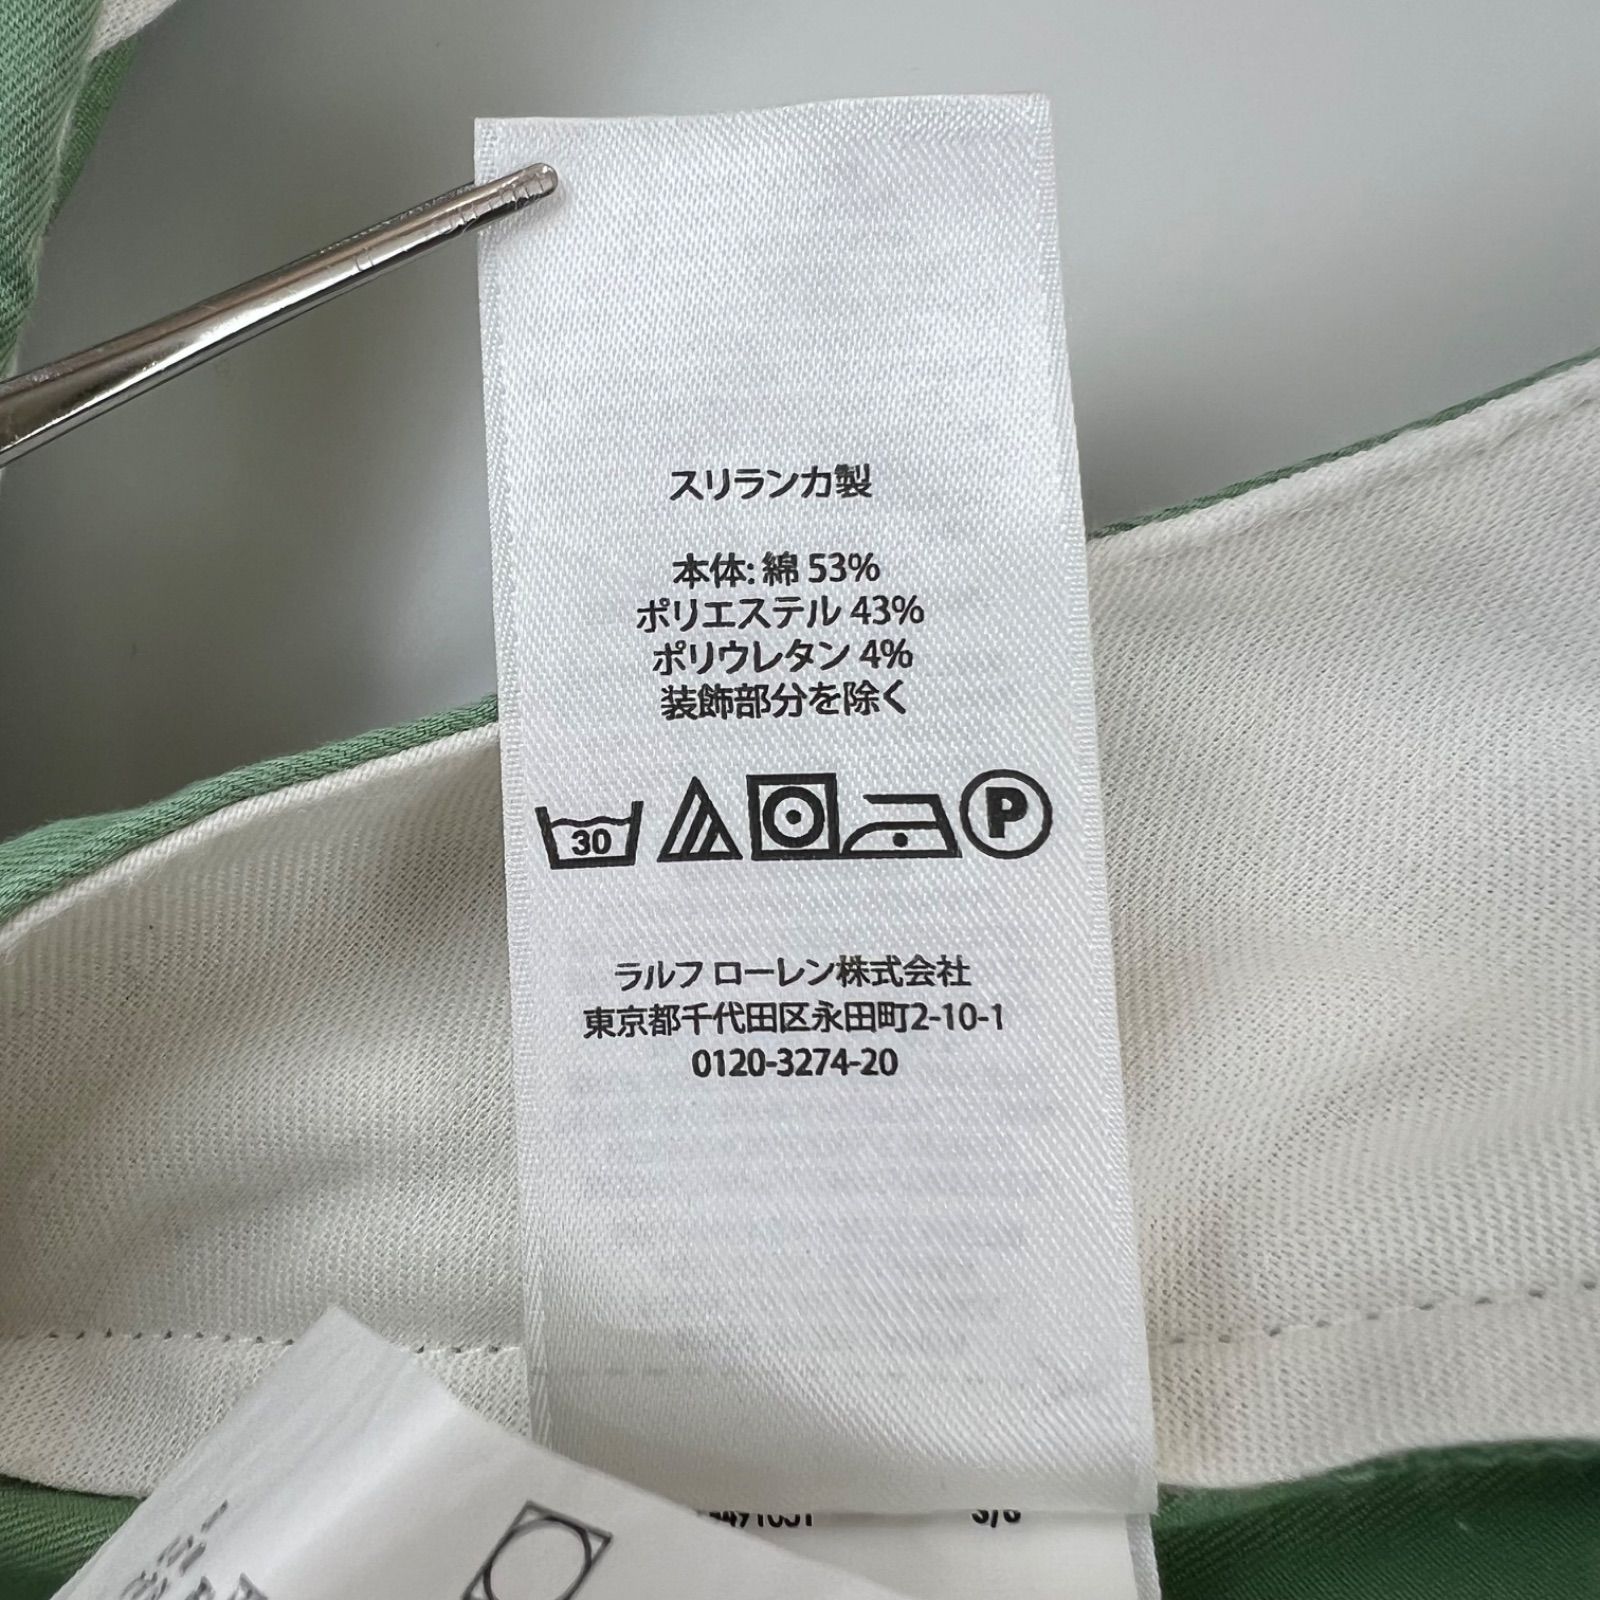 スリランカ製
本体: 綿 53%
ポリエステル 43%
ポリウレタン 4%
装飾部分を除く
30
P
ラルフ ローレン株式会社
東京都千代田区永田町2-10-1
0120-3274-20